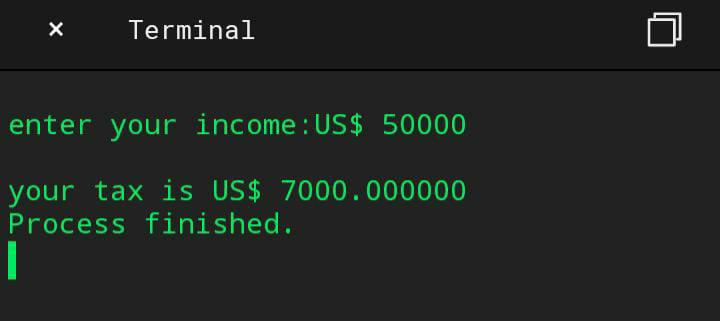 × Terminal
enter your income:US$ 50000
your tax is US$ 7000.000000
Process finished.